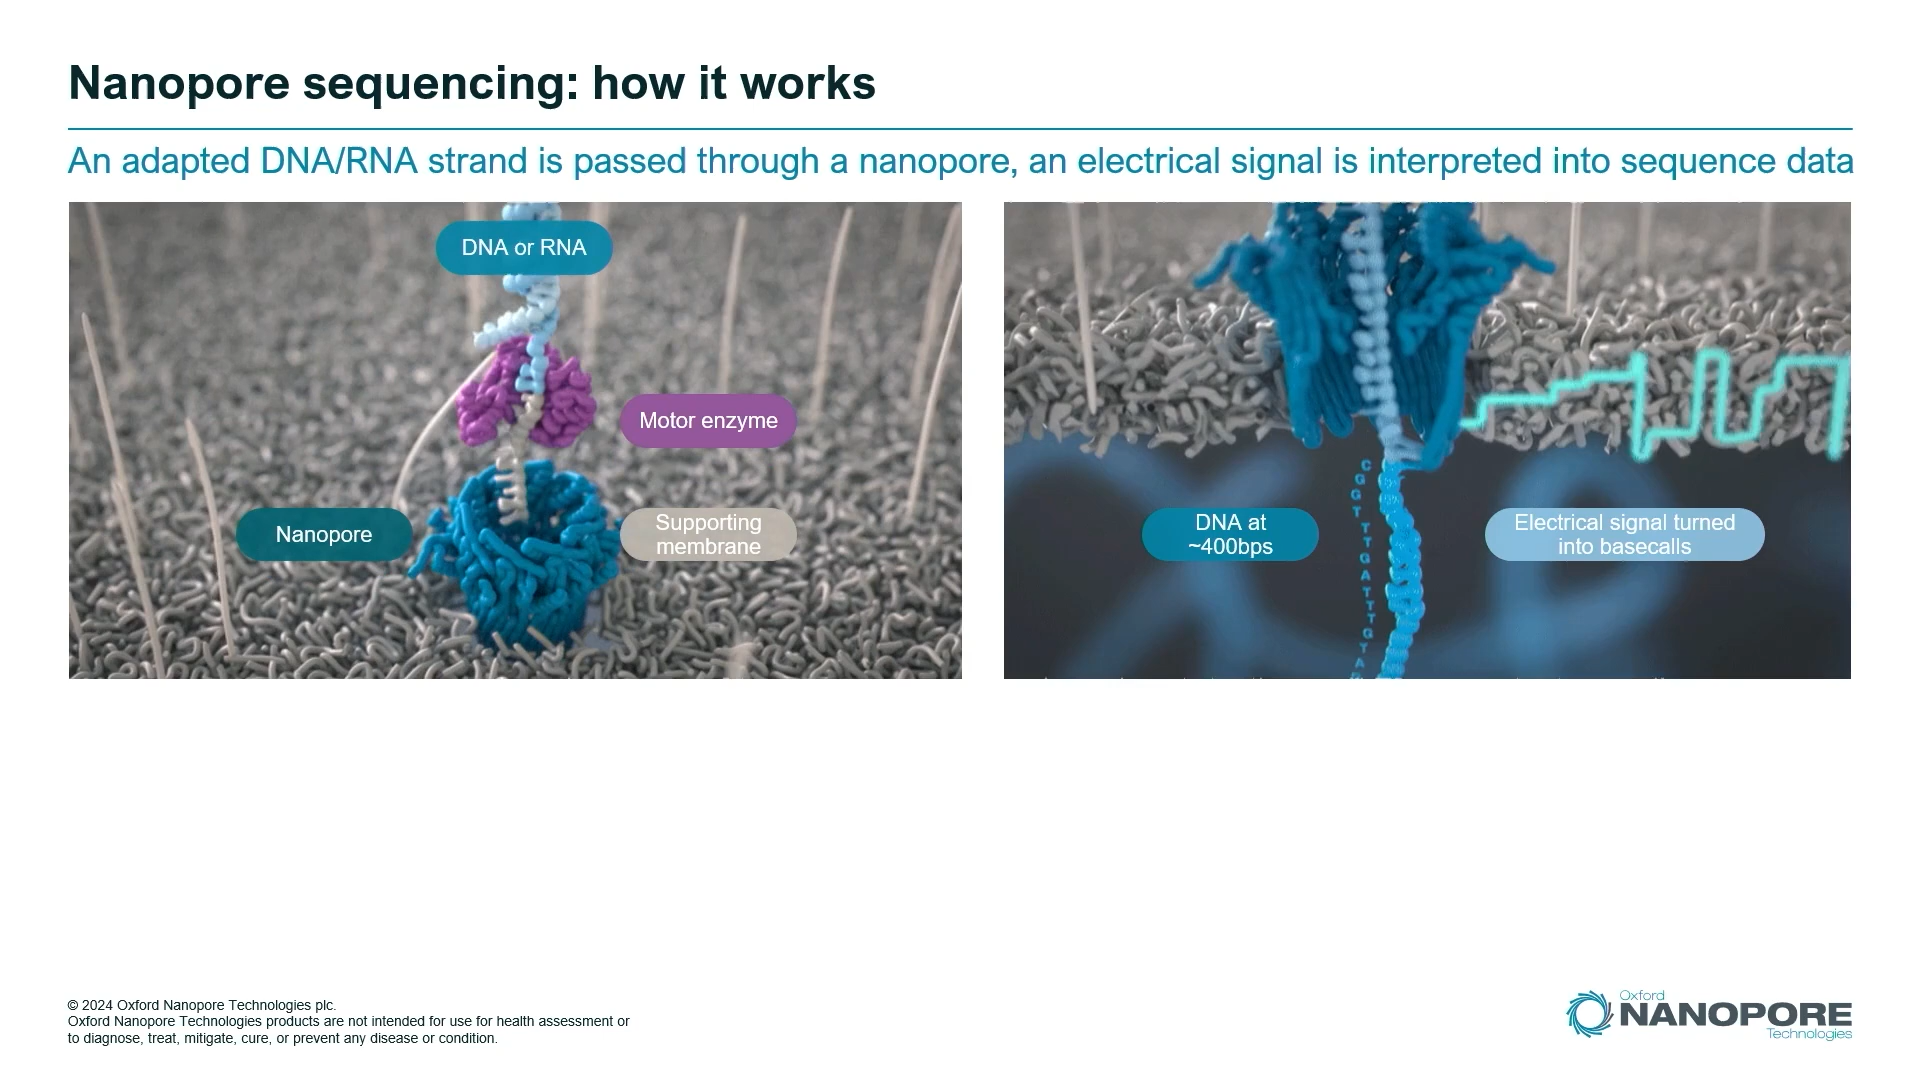 Nanopore sequencing: how it works
An adapted DNA/RNA strand is passed through a nanopore, an electrical signal is interpreted into sequence data
DNA or RNA
Motor enzyme
Nanopore
Supporting
membrane
C
G
G
T
T
T
G
A
T
T
T
G
T
A
DNA at
~400bps
Electrical signal turned
into basecalls
© 2024 Oxford Nanopore Technologies plc.
Oxford Nanopore Technologies products are not intended for use for health assessment or
to diagnose, treat, mitigate, cure, or prevent any disease or condition.
Oxford
NANOPORE
Technologies